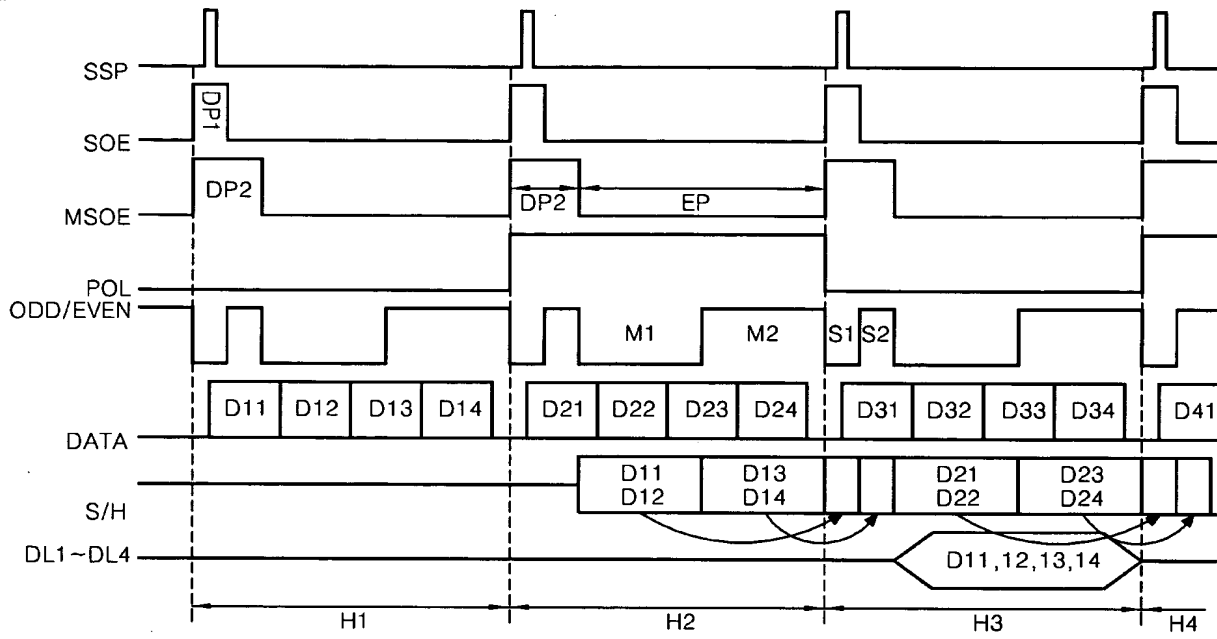 SSP
DP1
SOE
DP2 DP2 EP
MSOE
POL
ODD/EVEN
M1 M2 S1 S2
D11 D12 D13 D14 D21 D22 D23 D24 D31 D32 D33 D34 D41
DATA
D11 D13 D21 D23
D12 D14 D22 D24
S/H
DL1~DL4
D11,12,13,14
H1 H2 H3 H4